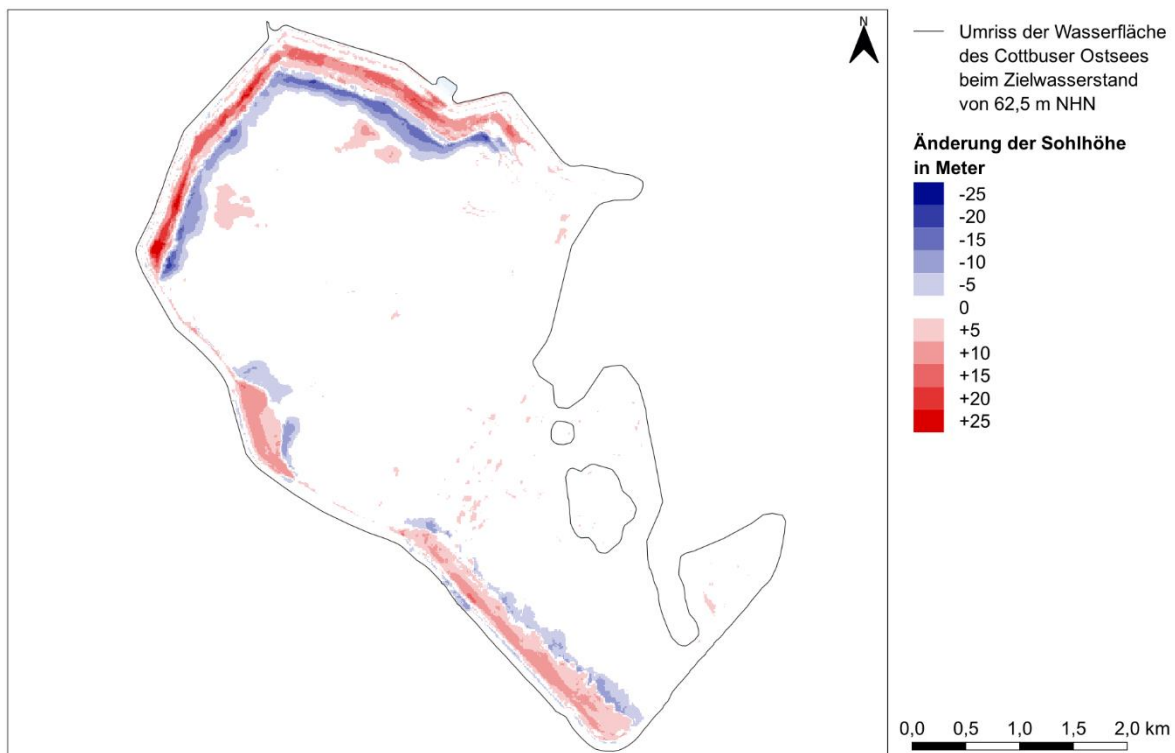 N
Umriss der Wasserfläche
des Cottbuser Ostsees
beim Zielwasserstand
von 62,5 m NHN
Änderung der Sohlhöhe
in Meter
-25
-20
-15
-10
-5
0
+5
+10
+15
+20
+25
0,0 0,5 1,0 1,5 2,0 km